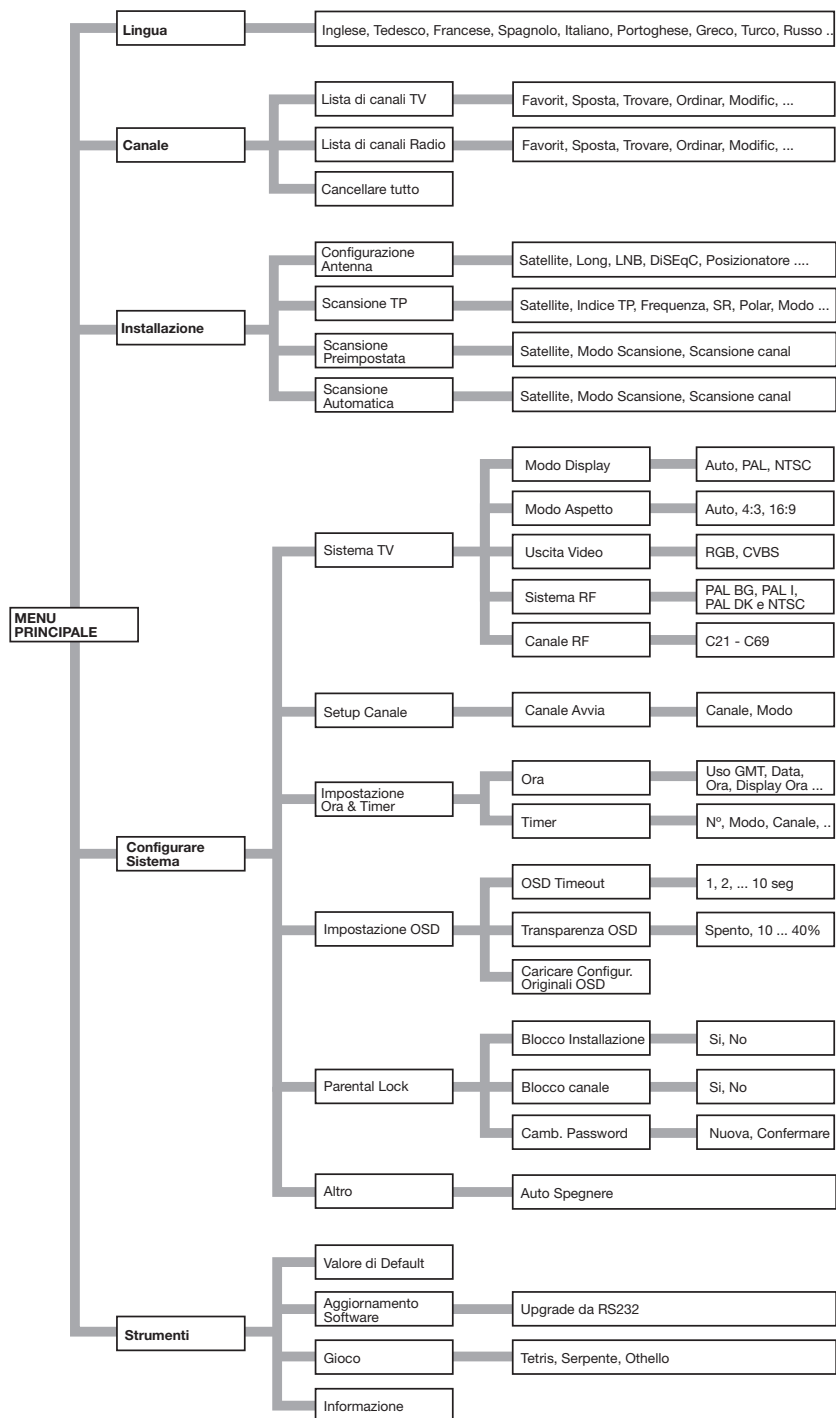 Lingua
Inglese, Tedesco, Francese, Spagnolo, Italiano, Portoghese, Greco, Turco, Russo ..
Canale
Lista di canali TV
Favorit, Sposta, Trovare, Ordinar, Modific, ...
Lista di canali Radio
Favorit, Sposta, Trovare, Ordinar, Modific, ...
Cancellare tutto
Installazione
Configurazione
Antenna
Satellite, Long, LNB, DiSEqC, Posizionatore ....
Scansione TP
Satellite, Indice TP, Frequenza, SR, Polar, Modo ...
Scansione
Preimpostata
Satellite, Modo Scansione, Scansione canal
Scansione
Automatica
Satellite, Modo Scansione, Scansione canal
MENU
PRINCIPALE
Configurare
Sistema
Sistema TV
Modo Display
Auto, PAL, NTSC
Modo Aspetto
Auto, 4:3, 16:9
Uscita Video
RGB, CVBS
Sistema RF
PAL BG, PAL I,
PAL DK e NTSC
Canale RF
C21 - C69
Setup Canale
Canale Avvia
Canale, Modo
Impostazione
Ora & Timer
Ora
Uso GMT, Data,
Ora, Display Ora ...
Timer
Nº, Modo, Canale, ..
Impostazione OSD
OSD Timeout
1, 2, ... 10 seg
Transparenza OSD
Spento, 10 ... 40%
Caricare Configur.
Originali OSD
Parental Lock
Blocco Installazione
Si, No
Blocco canale
Si, No
Camb. Password
Nuova, Confermare
Altro
Auto Spegnere
Strumenti
Valore di Default
Aggiornamento
Software
Upgrade da RS232
Gioco
Tetris, Serpente, Othello
Informazione